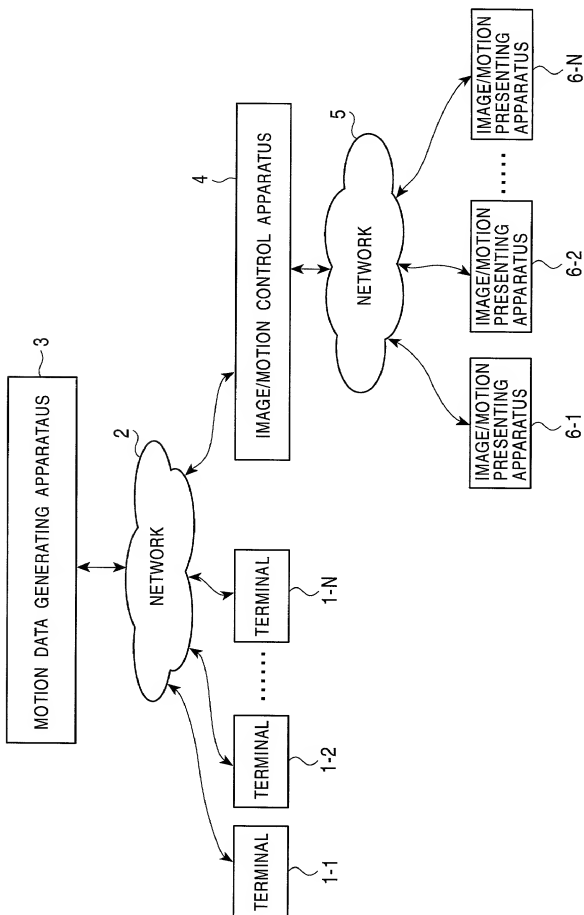 3
MOTION DATA GENERATING APPARATAUS
2
NETWORK
4
IMAGE/MOTION CONTROL APPARATUS
TERMINAL
1-1
TERMINAL
1-2
......
TERMINAL
1-N
5
NETWORK
IMAGE/MOTION
PRESENTING
APPARATUS
6-1
IMAGE/MOTION
PRESENTING
APPARATUS
6-2
.....
IMAGE/MOTION
PRESENTING
APPARATUS
6-N